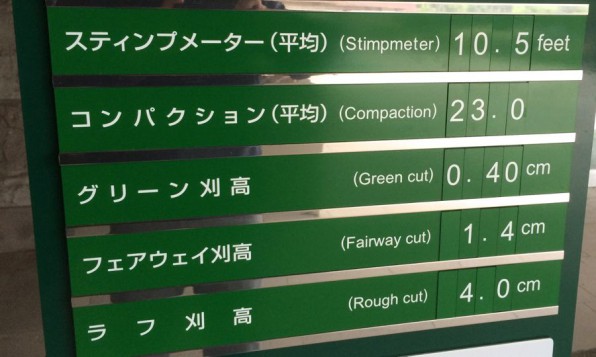 スティンプメーター(平均) (Stimpmeter) 10.5 feet
コンパクション(平均) (Compaction) 23.0
グリーン刈高 (Green cut) 0.40 cm
フェアウェイ刈高 (Fairway cut) 1.4 cm
ラフ刈高 (Rough cut) 4.0 cm